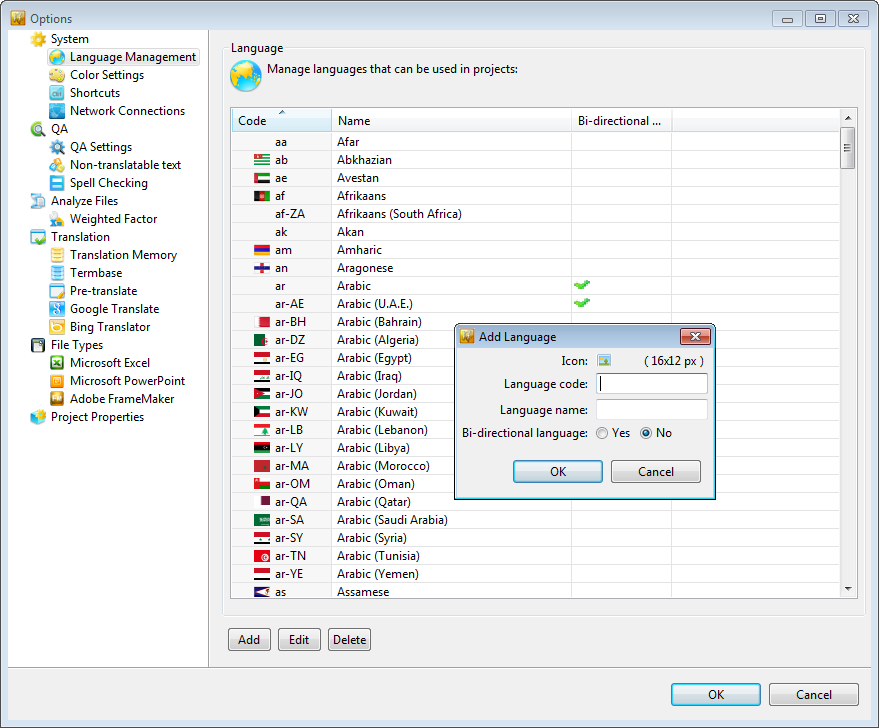 Options
System
Language Management
Color Settings
Shortcuts
Network Connections
QA
QA Settings
Non-translatable text
Spell Checking
Analyze Files
Weighted Factor
Translation
Translation Memory
Termbase
Pre-translate
Google Translate
Bing Translator
File Types
Microsoft Excel
Microsoft PowerPoint
Adobe FrameMaker
Project Properties
Language
Manage languages that can be used in projects:
Code Name Bi-directional ...
aa Afar
ab Abkhazian
ae Avestan
af Afrikaans
af-ZA Afrikaans (South Africa)
ak Akan
am Amharic
an Aragonese
ar Arabic
ar-AE Arabic (U.A.E.)
ar-BH Arabic (Bahrain)
ar-DZ Arabic (Algeria)
ar-EG Arabic (Egypt)
ar-IQ Arabic (Iraq)
ar-JO Arabic (Jordan)
ar-KW Arabic (Kuwait)
ar-LB Arabic (Lebanon)
ar-LY Arabic (Libya)
ar-MA Arabic (Morocco)
ar-OM Arabic (Oman)
ar-QA Arabic (Qatar)
ar-SA Arabic (Saudi Arabia)
ar-SY Arabic (Syria)
ar-TN Arabic (Tunisia)
ar-YE Arabic (Yemen)
as Assamese
Add Language
Icon: ( 16x12 px )
Language code:
Language name:
Bi-directional language: Yes No
OK Cancel
Add Edit Delete
OK Cancel